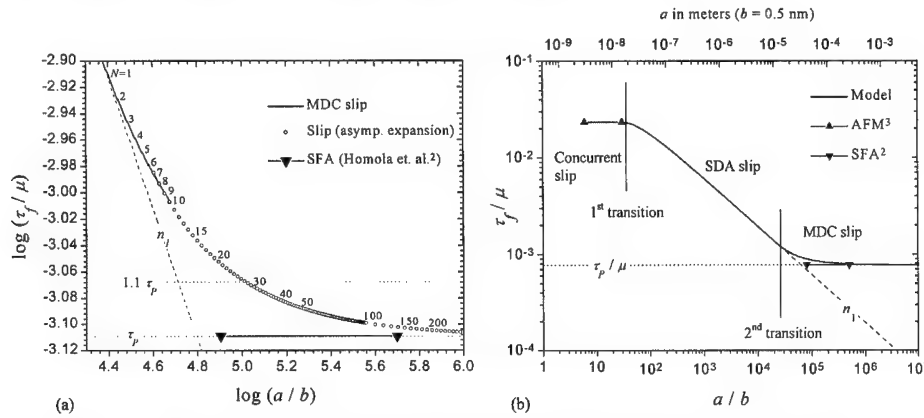 -2.90
-2.92
-2.94
-2.96
-2.98
-3.00
-3.02
-3.04
-3.06
-3.08
-3.10
-3.12
log (τf / μ)
N=1
2
3
4
5
6
7
8
9
10
15
20
30
40
50
100
150
200
MDC slip
Slip (asymp. expansion)
SFA (Homola et. al.²)
n1
1.1 τp
τp
4.4 4.6 4.8 5.0 5.2 5.4 5.6 5.8 6.0
log (a / b)
(a)
a in meters (b = 0.5 nm)
10⁻⁹ 10⁻⁸ 10⁻⁷ 10⁻⁶ 10⁻⁵ 10⁻⁴ 10⁻³
10⁻¹
10⁻²
10⁻³
10⁻⁴
τf / μ
Model
AFM³
SFA²
Concurrent
slip
SDA slip
1st transition
MDC slip
τp / μ
n1
2nd transition
1 10 10² 10³ 10⁴ 10⁵ 10⁶ 10⁷
a / b
(b)